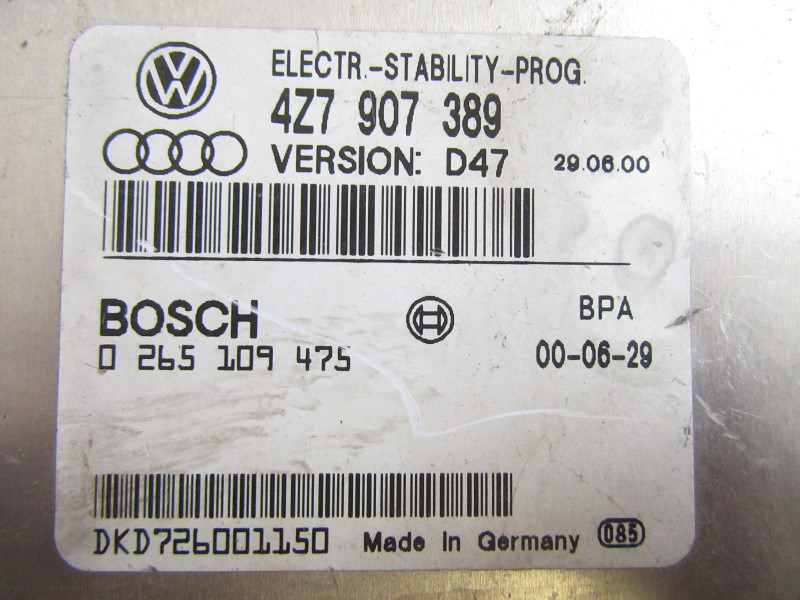 ELECTR.-STABILITY-PROG.
4Z7 907 389
VERSION: D47 29.06.00
BOSCH BPA
0 265 109 475 00-06-29
DKD726001150 Made In Germany 085